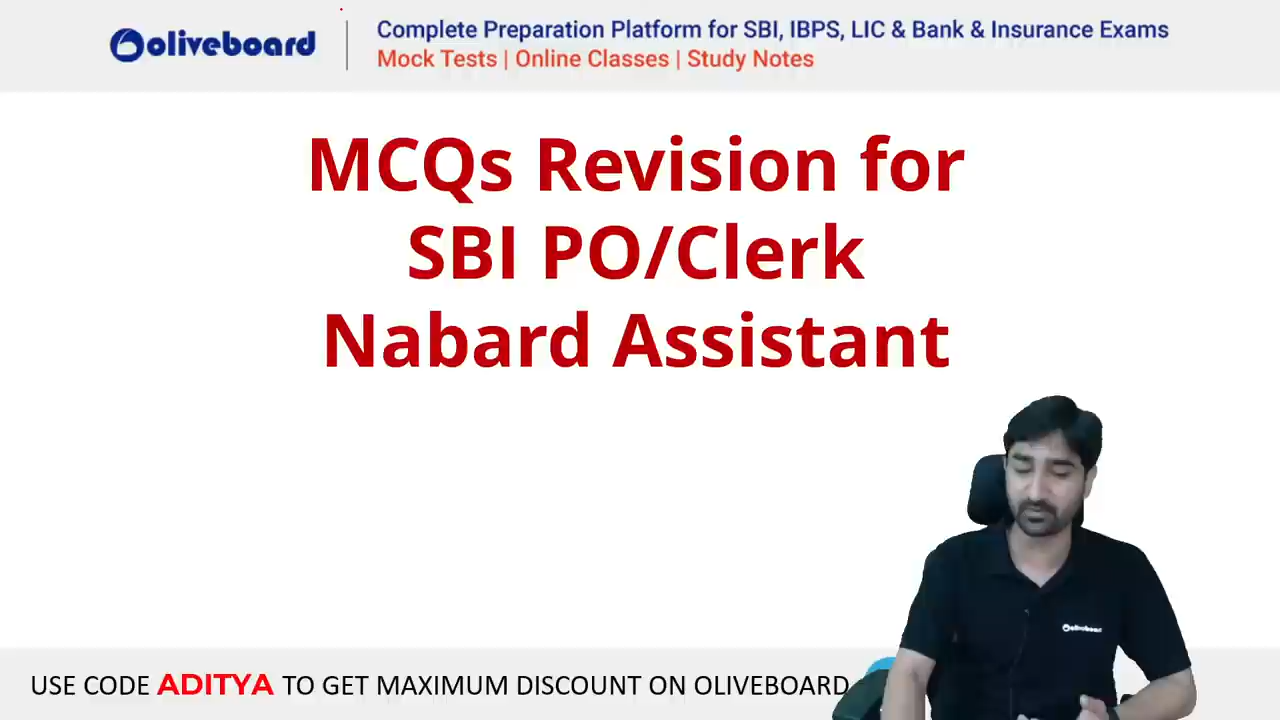 oliveboard
Complete Preparation Platform for SBI, IBPS, LIC & Bank & Insurance Exams
Mock Tests | Online Classes | Study Notes
MCQs Revision for
SBI PO/Clerk
Nabard Assistant
oliveboard
USE CODE ADITYA TO GET MAXIMUM DISCOUNT ON OLIVEBOARD